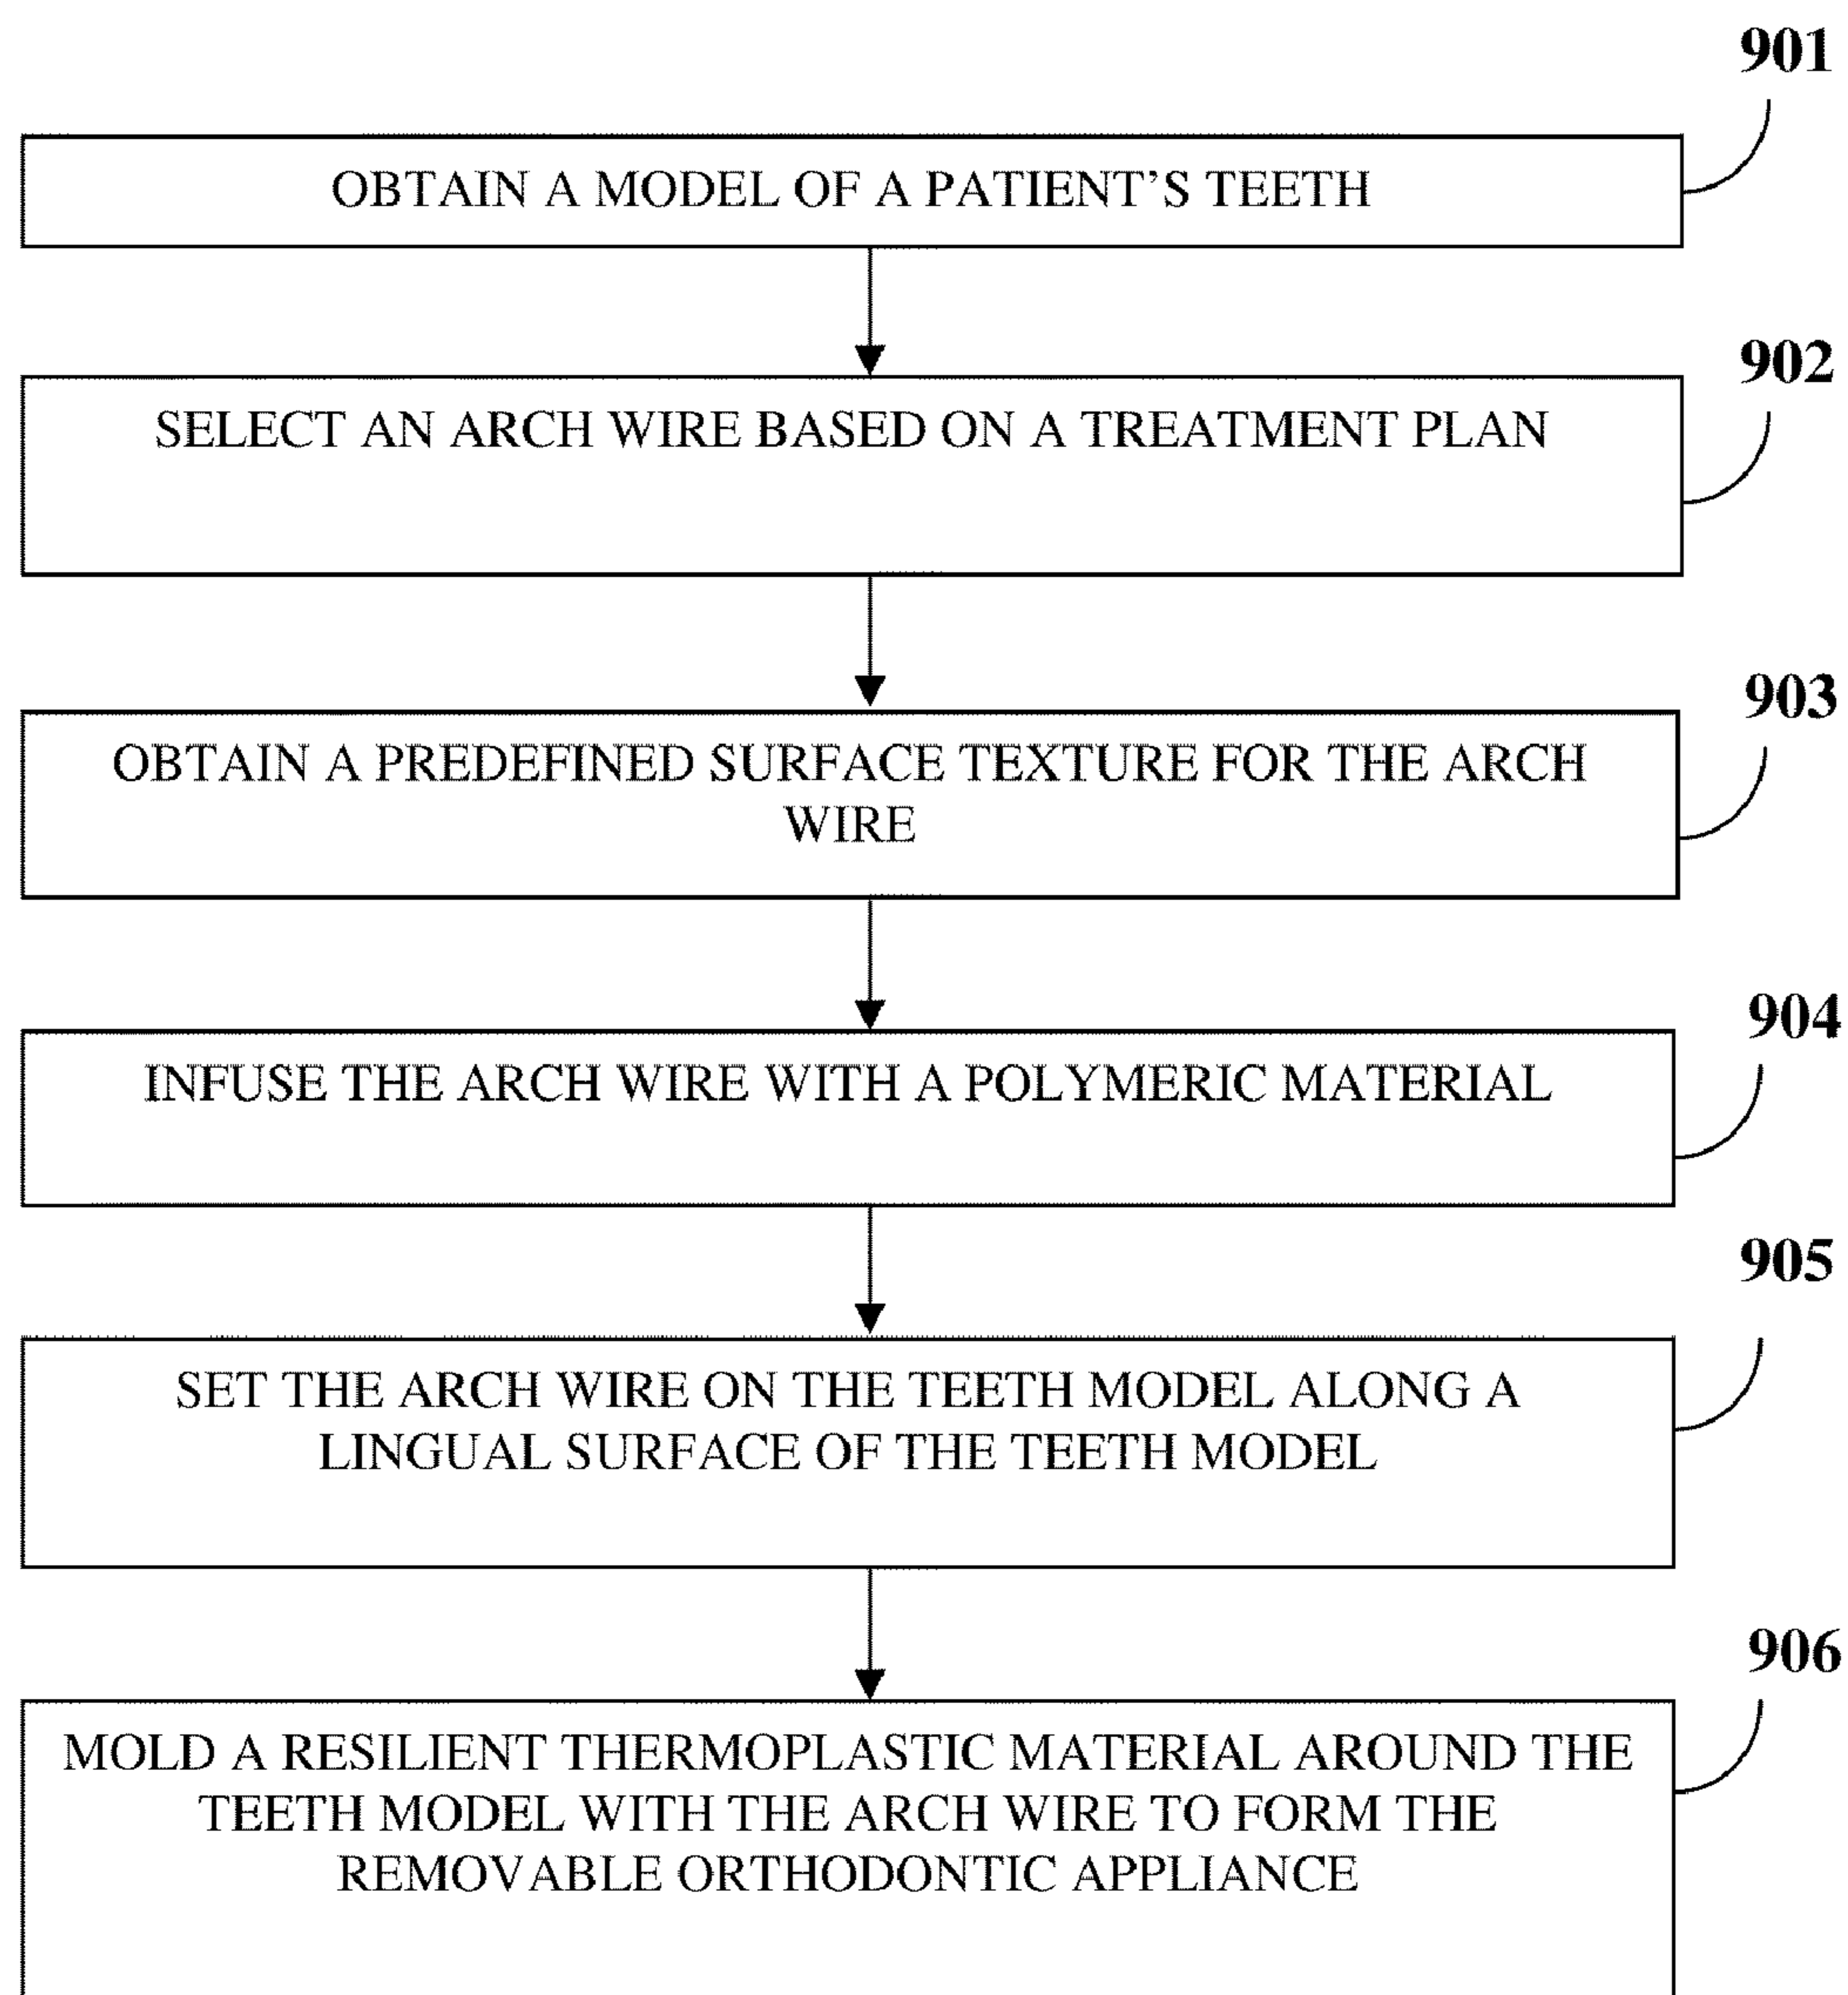 901
OBTAIN A MODEL OF A PATIENT'S TEETH
902
SELECT AN ARCH WIRE BASED ON A TREATMENT PLAN
903
OBTAIN A PREDEFINED SURFACE TEXTURE FOR THE ARCH
WIRE
904
INFUSE THE ARCH WIRE WITH A POLYMERIC MATERIAL
905
SET THE ARCH WIRE ON THE TEETH MODEL ALONG A
LINGUAL SURFACE OF THE TEETH MODEL
906
MOLD A RESILIENT THERMOPLASTIC MATERIAL AROUND THE
TEETH MODEL WITH THE ARCH WIRE TO FORM THE
REMOVABLE ORTHODONTIC APPLIANCE